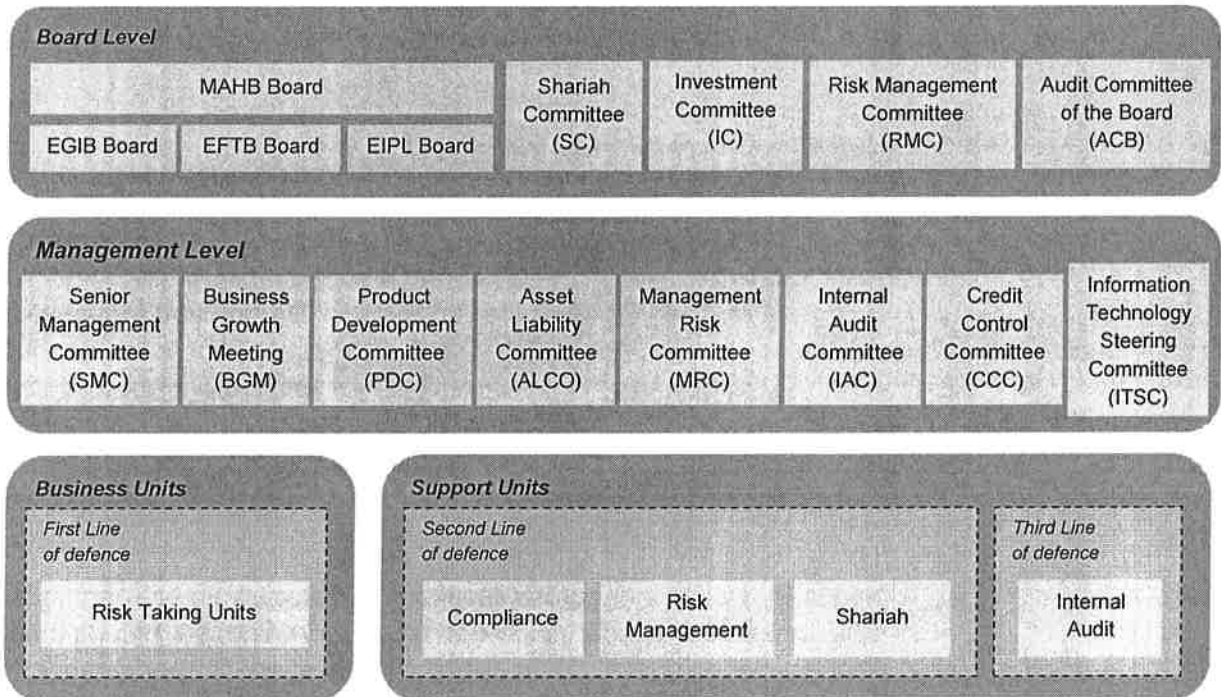 Board Level
MAHB Board
EGIB Board
EFTB Board
EIPL Board
Shariah
Committee
(SC)
Investment
Committee
(IC)
Risk Management
Committee
(RMC)
Audit Committee
of the Board
(ACB)
Management Level
Senior
Management
Committee
(SMC)
Business
Growth
Meeting
(BGM)
Product
Development
Committee
(PDC)
Asset
Liability
Committee
(ALCO)
Management
Risk
Committee
(MRC)
Internal
Audit
Committee
(IAC)
Credit
Control
Committee
(CCC)
Information
Technology
Steering
Committee
(ITSC)
Business Units
First Line
of defence
Risk Taking Units
Support Units
Second Line
of defence
Compliance
Risk
Management
Shariah
Third Line
of defence
Internal
Audit